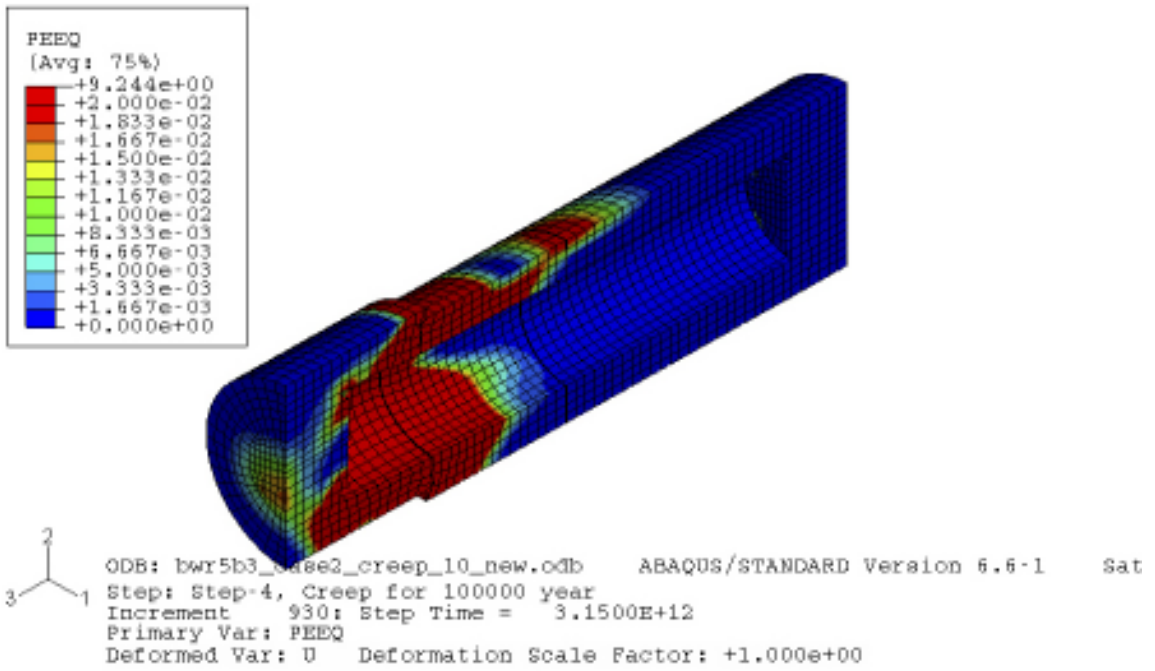 PEEQ
(Avg: 75%)
+9.244e+00
+2.000e-02
+1.833e-02
+1.667e-02
+1.500e-02
+1.333e-02
+1.167e-02
+1.000e-02
+8.333e-03
+6.667e-03
+5.000e-03
+3.333e-03
+1.667e-03
+0.000e+00
2
3
1
ODB: bwr5b3_case2_creep_10_new.odb ABAQUS/STANDARD Version 6.6-1 Sat
Step: Step-4, Creep for 100000 year
Increment 930: Step Time = 3.1500E+12
Primary Var: PEEQ
Deformed Var: U Deformation Scale Factor: +1.000e+00